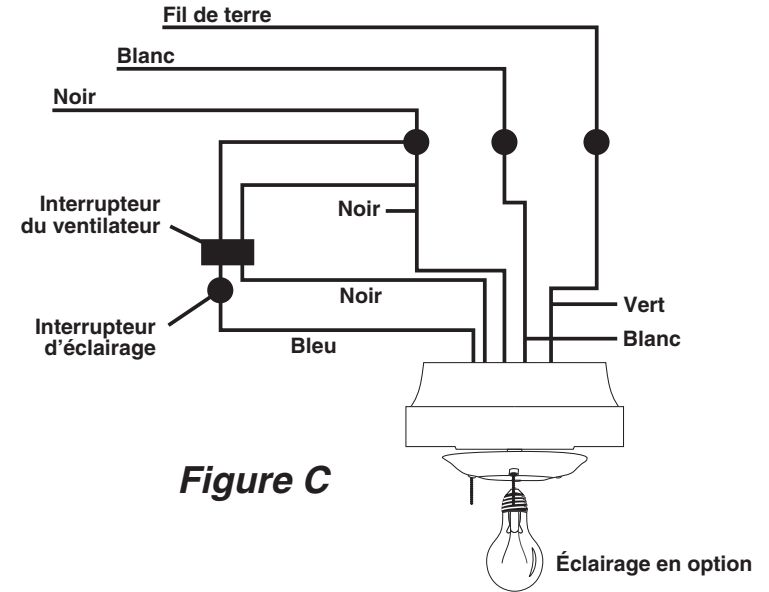 Fil de terre
Blanc
Noir
Interrupteur
du ventilateur
Noir
Noir
Vert
Interrupteur
d’éclairage
Bleu
Blanc
Figure C
Éclairage en option